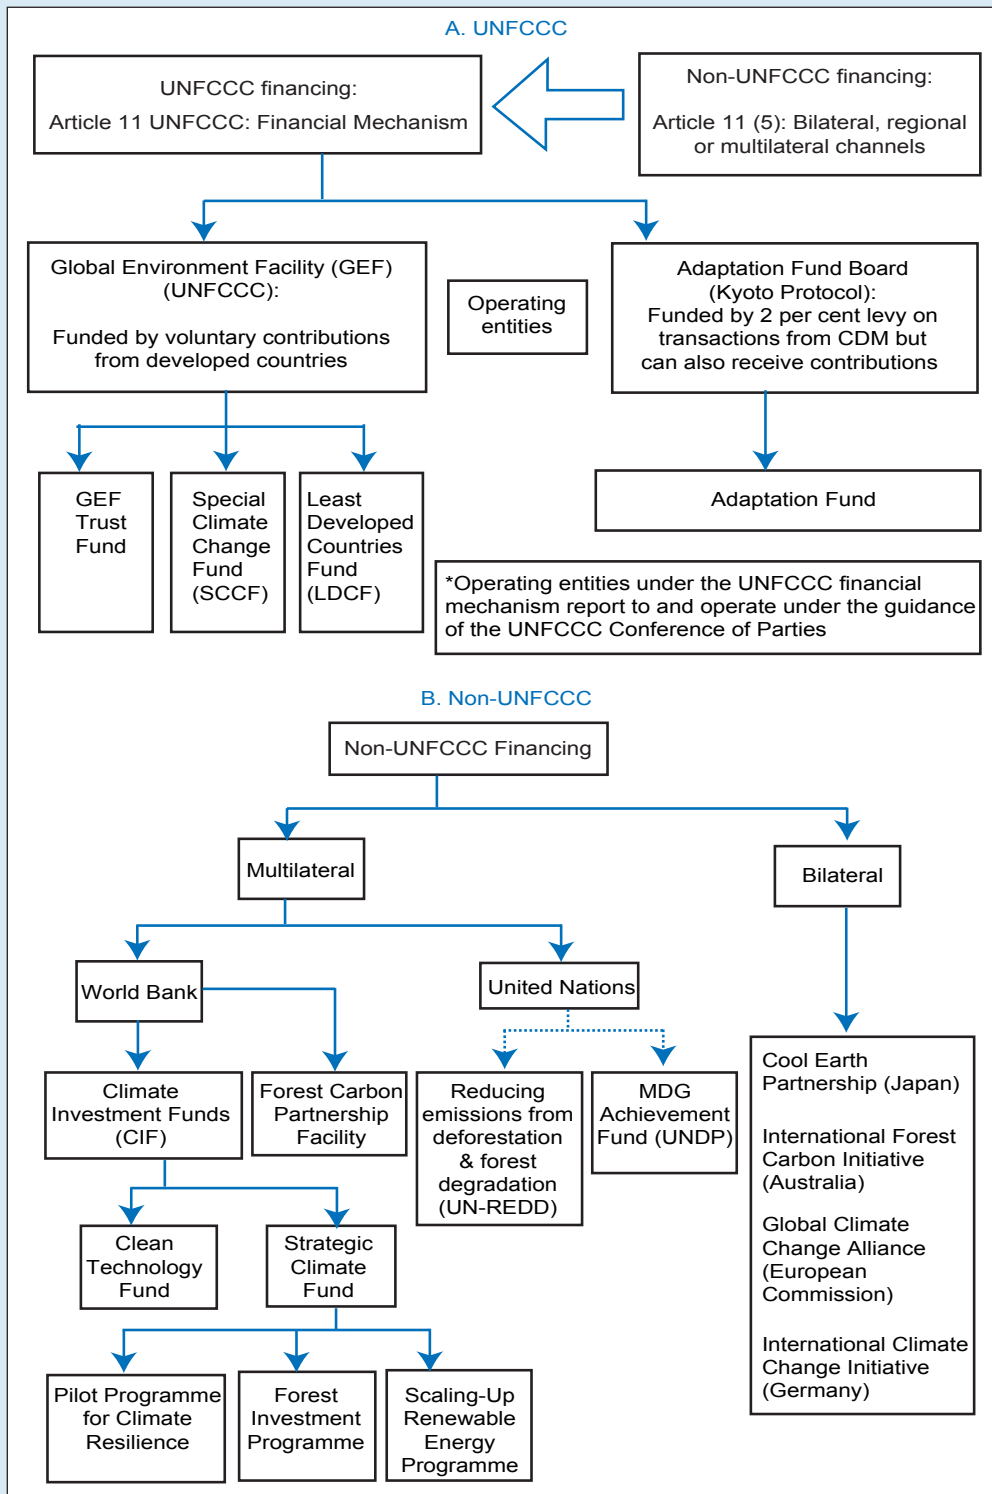 A. UNFCCC
UNFCCC financing:
Article 11 UNFCCC: Financial Mechanism
Non-UNFCCC financing:
Article 11 (5): Bilateral, regional
or multilateral channels
Global Environment Facility (GEF)
(UNFCCC):
Funded by voluntary contributions
from developed countries
Operating
entities
Adaptation Fund Board
(Kyoto Protocol):
Funded by 2 per cent levy on
transactions from CDM but
can also receive contributions
GEF
Trust
Fund
Special
Climate
Change
Fund
(SCCF)
Least
Developed
Countries
Fund
(LDCF)
Adaptation Fund
*Operating entities under the UNFCCC financial
mechanism report to and operate under the guidance
of the UNFCCC Conference of Parties
B. Non-UNFCCC
Non-UNFCCC Financing
Multilateral
Bilateral
World Bank
United Nations
Climate
Investment Funds
(CIF)
Forest Carbon
Partnership
Facility
Reducing
emissions from
deforestation
& forest
degradation
(UN-REDD)
MDG
Achievement
Fund (UNDP)
Cool Earth
Partnership (Japan)
International Forest
Carbon Initiative
(Australia)
Global Climate
Change Alliance
(European
Commission)
International Climate
Change Initiative
(Germany)
Clean
Technology
Fund
Strategic
Climate
Fund
Pilot Programme
for Climate
Resilience
Forest
Investment
Programme
Scaling-Up
Renewable
Energy
Programme